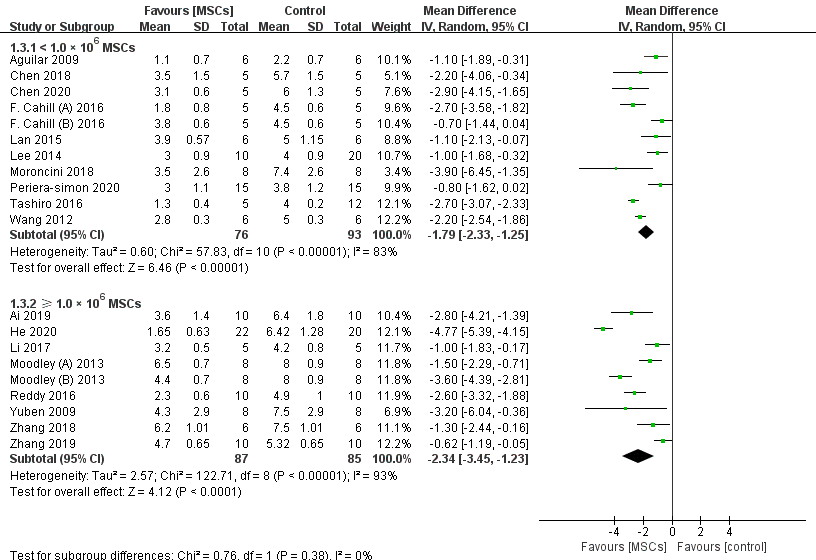 Favours [MSCs] Control Mean Difference Mean Difference
Study or Subgroup Mean SD Total Mean SD Total Weight IV, Random, 95% CI IV, Random, 95% CI
1.3.1 < 1.0 × 10⁶ MSCs
Aguilar 2009 1.1 0.7 6 2.2 0.7 6 10.1% -1.10 [-1.89, -0.31]
Chen 2018 3.5 1.5 5 5.7 1.5 5 5.1% -2.20 [-4.06, -0.34]
Chen 2020 3.1 0.6 5 6 1.3 5 7.6% -2.90 [-4.15, -1.65]
F. Cahill (A) 2016 1.8 0.8 5 4.5 0.6 5 9.6% -2.70 [-3.58, -1.82]
F. Cahill (B) 2016 3.8 0.6 5 4.5 0.6 5 10.4% -0.70 [-1.44, 0.04]
Lan 2015 3.9 0.57 6 5 1.15 6 8.8% -1.10 [-2.13, -0.07]
Lee 2014 3 0.9 10 4 0.9 20 10.7% -1.00 [-1.68, -0.32]
Moroncini 2018 3.5 2.6 8 7.4 2.6 8 3.4% -3.90 [-6.45, -1.35]
Periera-simon 2020 3 1.1 15 3.8 1.2 15 9.9% -0.80 [-1.62, 0.02]
Tashiro 2016 1.3 0.4 5 4 0.2 12 12.1% -2.70 [-3.07, -2.33]
Wang 2012 2.8 0.3 6 5 0.3 6 12.2% -2.20 [-2.54, -1.86]
Subtotal (95% CI) 76 93 100.0% -1.79 [-2.33, -1.25]
Heterogeneity: Tau² = 0.60; Chi² = 57.83, df = 10 (P < 0.00001); I² = 83%
Test for overall effect: Z = 6.46 (P < 0.00001)
1.3.2 ≥ 1.0 × 10⁶ MSCs
Ai 2019 3.6 1.4 10 6.4 1.8 10 10.4% -2.80 [-4.21, -1.39]
He 2020 1.65 0.63 22 6.42 1.28 20 12.1% -4.77 [-5.39, -4.15]
Li 2017 3.2 0.5 5 4.2 0.8 5 11.7% -1.00 [-1.83, -0.17]
Moodley (A) 2013 6.5 0.7 8 8 0.9 8 11.8% -1.50 [-2.29, -0.71]
Moodley (B) 2013 4.4 0.7 8 8 0.9 8 11.8% -3.60 [-4.39, -2.81]
Reddy 2016 2.3 0.6 10 4.9 1 10 11.9% -2.60 [-3.32, -1.88]
Yuben 2009 4.3 2.9 8 7.5 2.9 8 6.9% -3.20 [-6.04, -0.36]
Zhang 2018 6.2 1.01 6 7.5 1.01 6 11.1% -1.30 [-2.44, -0.16]
Zhang 2019 4.7 0.65 10 5.32 0.65 10 12.2% -0.62 [-1.19, -0.05]
Subtotal (95% CI) 87 85 100.0% -2.34 [-3.45, -1.23]
Heterogeneity: Tau² = 2.57; Chi² = 122.71, df = 8 (P < 0.00001); I² = 93%
Test for overall effect: Z = 4.12 (P < 0.0001)
-4 -2 0 2 4
Favours [MSCs] Favours [control]
Test for subgroup differences: Chi² = 0.76, df = 1 (P = 0.38), I² = 0%